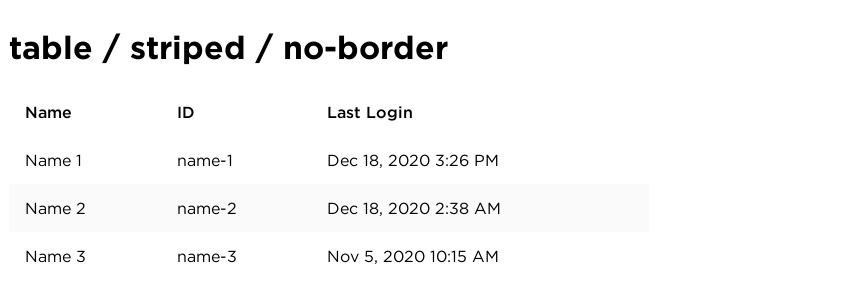 table / striped / no-border
Name ID Last Login
Name 1 name-1 Dec 18, 2020 3:26 PM
Name 2 name-2 Dec 18, 2020 2:38 AM
Name 3 name-3 Nov 5, 2020 10:15 AM